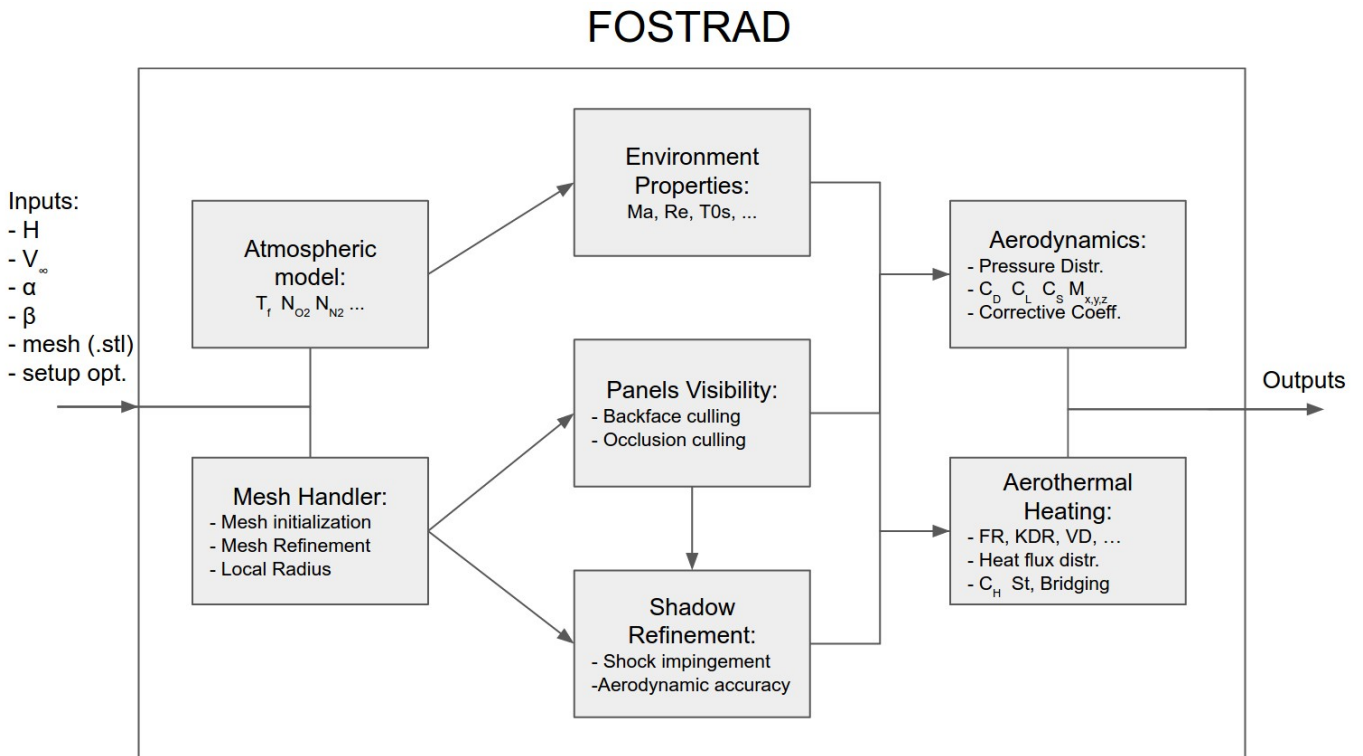 FOSTRAD
Inputs:
- H
- V∞
- α
- β
- mesh (.stl)
- setup opt.
Atmospheric
model:
Tf NO2 NN2 ...
Mesh Handler:
- Mesh initialization
- Mesh Refinement
- Local Radius
Environment
Properties:
Ma, Re, T0s, ...
Panels Visibility:
- Backface culling
- Occlusion culling
Shadow
Refinement:
- Shock impingement
-Aerodynamic accuracy
Aerodynamics:
- Pressure Distr.
- CD CL CS Mx,y,z
- Corrective Coeff.
Aerothermal
Heating:
- FR, KDR, VD, …
- Heat flux distr.
- CH St, Bridging
Outputs